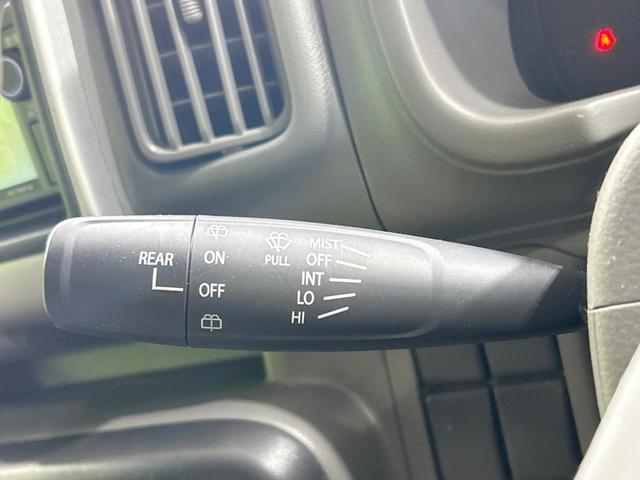 REAR
ON
OFF
PULL
MIST
OFF
INT
LO
HI